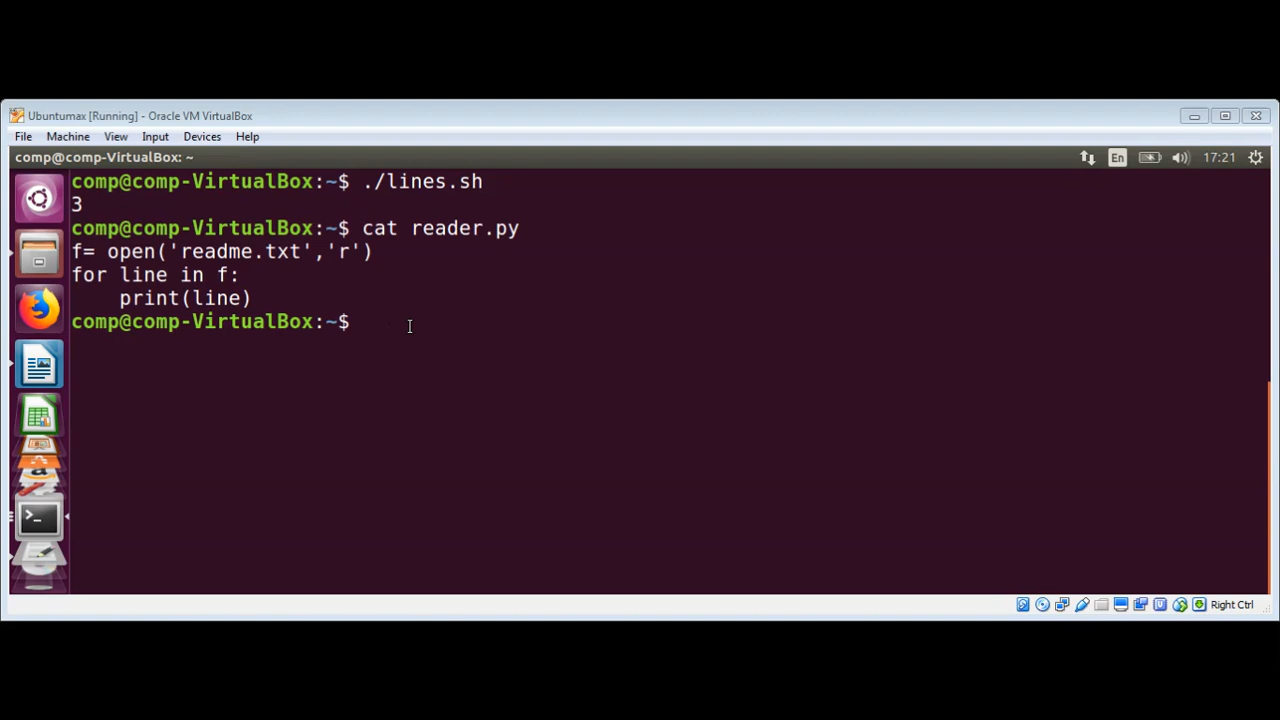 Ubuntumax [Running] - Oracle VM VirtualBox
File Machine View Input Devices Help
comp@comp-VirtualBox: ~ En 17:21
comp@comp-VirtualBox:~$ ./lines.sh
3
comp@comp-VirtualBox:~$ cat reader.py
f= open('readme.txt','r')
for line in f:
    print(line)
comp@comp-VirtualBox:~$
Right Ctrl